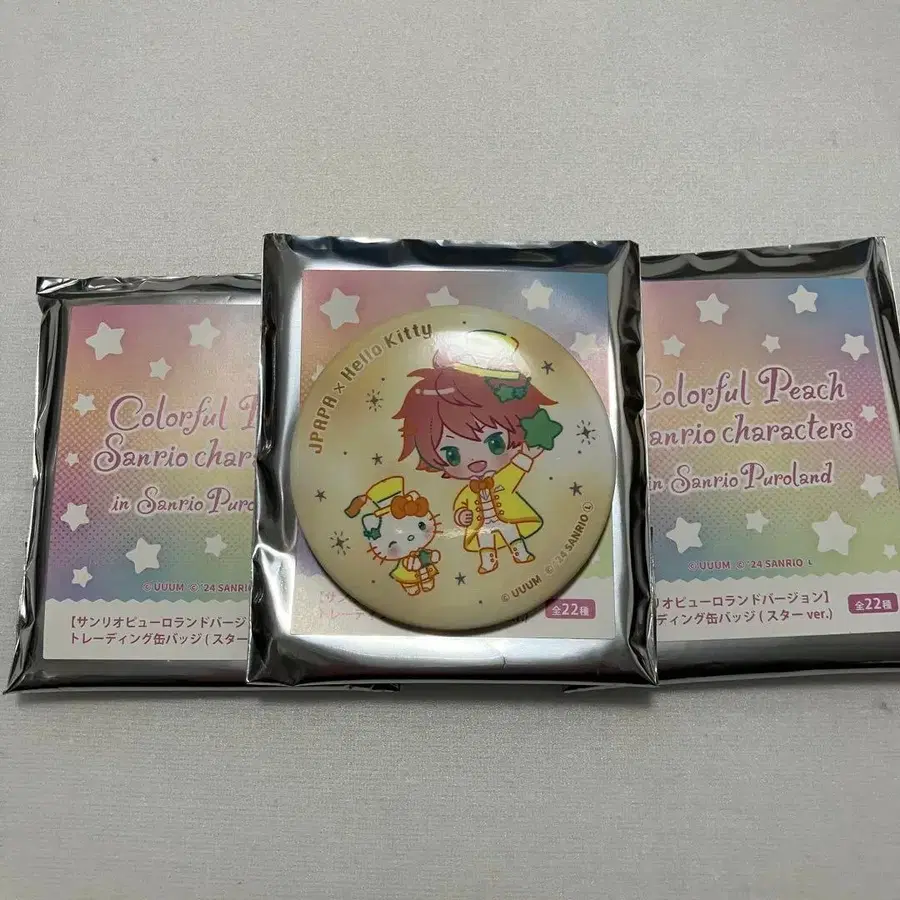 Colorful
Sanrio char
in Sanrio Puro
© UUUM © '24 SANRIO
【サンリオピューロランドバージ
トレーディング缶バッジ ( スター
JPAPA × Hello Kitty
© UUUM © '24 SANRIO Ⓛ
全22種
Colorful Peach
anrio characters
in Sanrio Puroland
© UUUM © '24 SANRIO L
リオピューロランドバージョン】
ディング缶バッジ ( スター ver.)
全22種